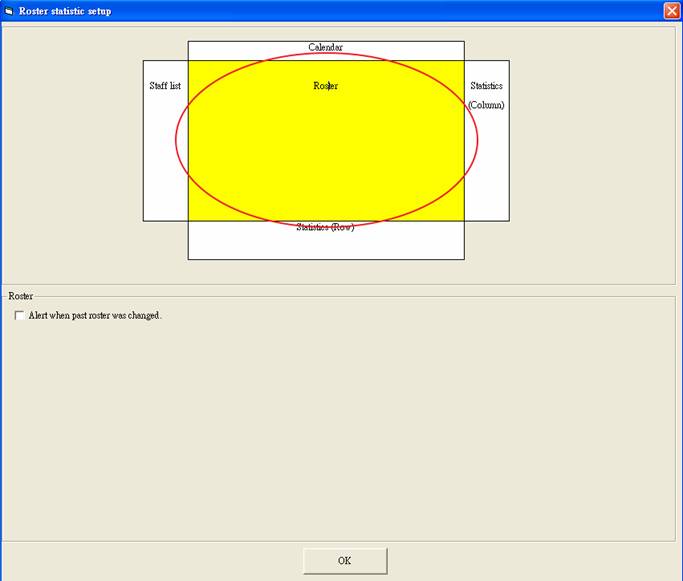 Roster statistic setup
Calendar
Staff list
Roster
Statistics
(Column)
Statistics (Row)
Roster
Alert when past roster was changed.
OK